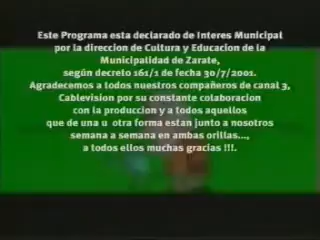 Este Programa esta declarado de Interes Municipal
por la direccion de Cultura y Educacion de la
Municipalidad de Zarate,
según decreto 161/1 de fecha 30/7/2001.
Agradecemos a todos nuestros compañeros de canal 3,
Cablevision por su constante colaboracion
con la produccion y a todos aquellos
que de una u otra forma estan junto a nosotros
semana a semana en ambas orillas...,
a todos ellos muchas gracias !!!.